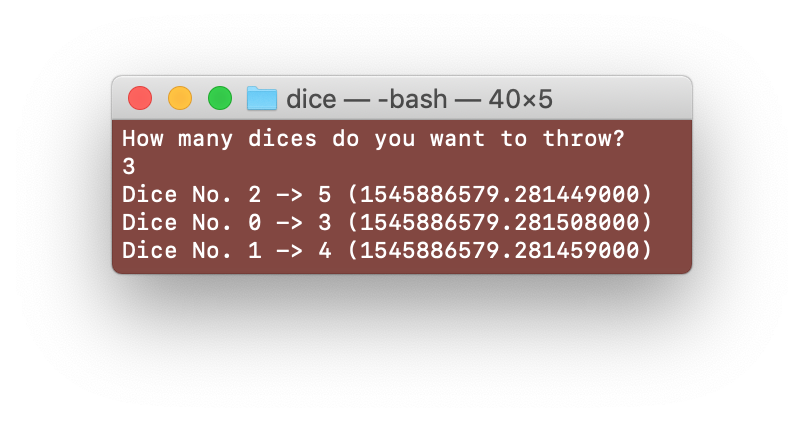 dice — -bash — 40×5
How many dices do you want to throw?
3
Dice No. 2 -> 5 (1545886579.281449000)
Dice No. 0 -> 3 (1545886579.281508000)
Dice No. 1 -> 4 (1545886579.281459000)